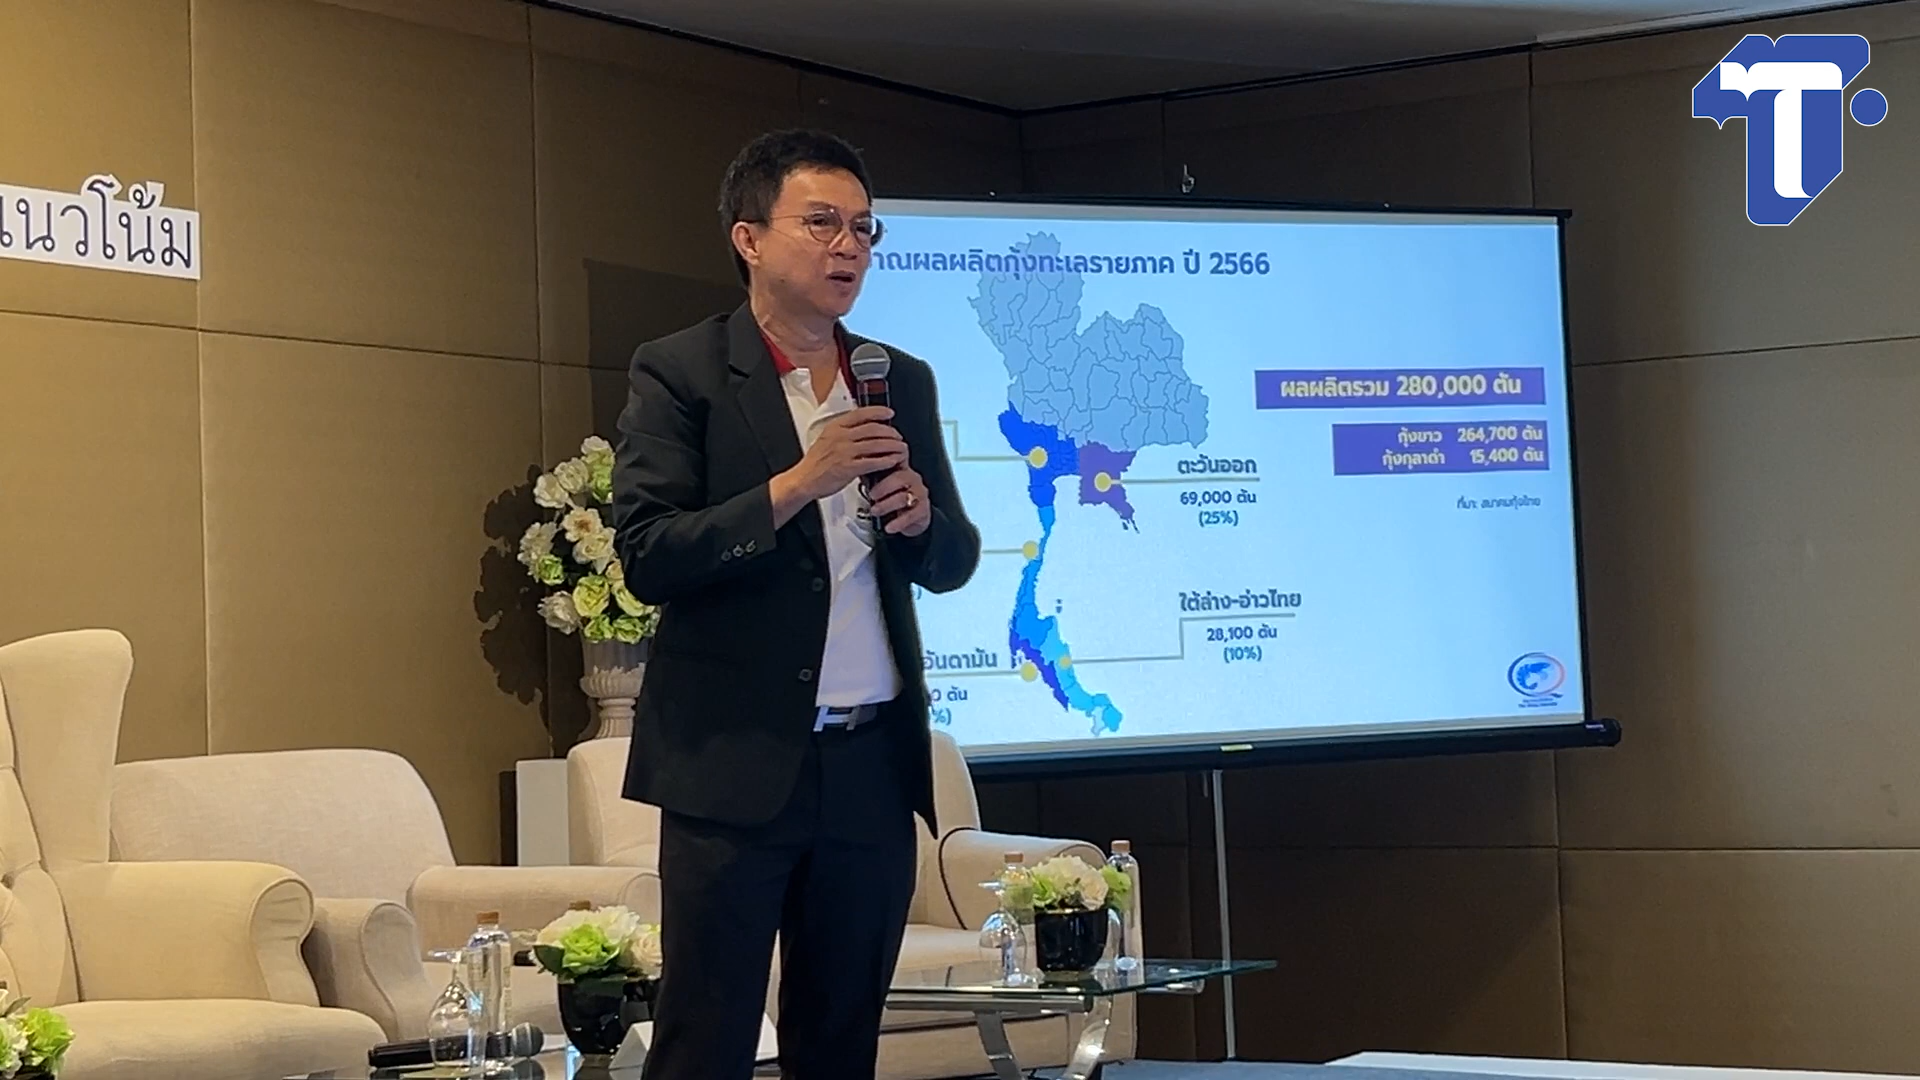 แนวโน้ม
T
าณผลผลิตกุ้งทะเลรายภาค ปี 2566
ผลผลิตรวม 280,000 ตัน
กุ้งขาว 264,700 ตัน
กุ้งกุลาดำ 15,400 ตัน
ที่มา: สมาคมกุ้งไทย
ตะวันออก
69,000 ตัน
(25%)
ใต้ล่าง-อ่าวไทย
28,100 ตัน
(10%)
อันดามัน
0 ตัน
%)